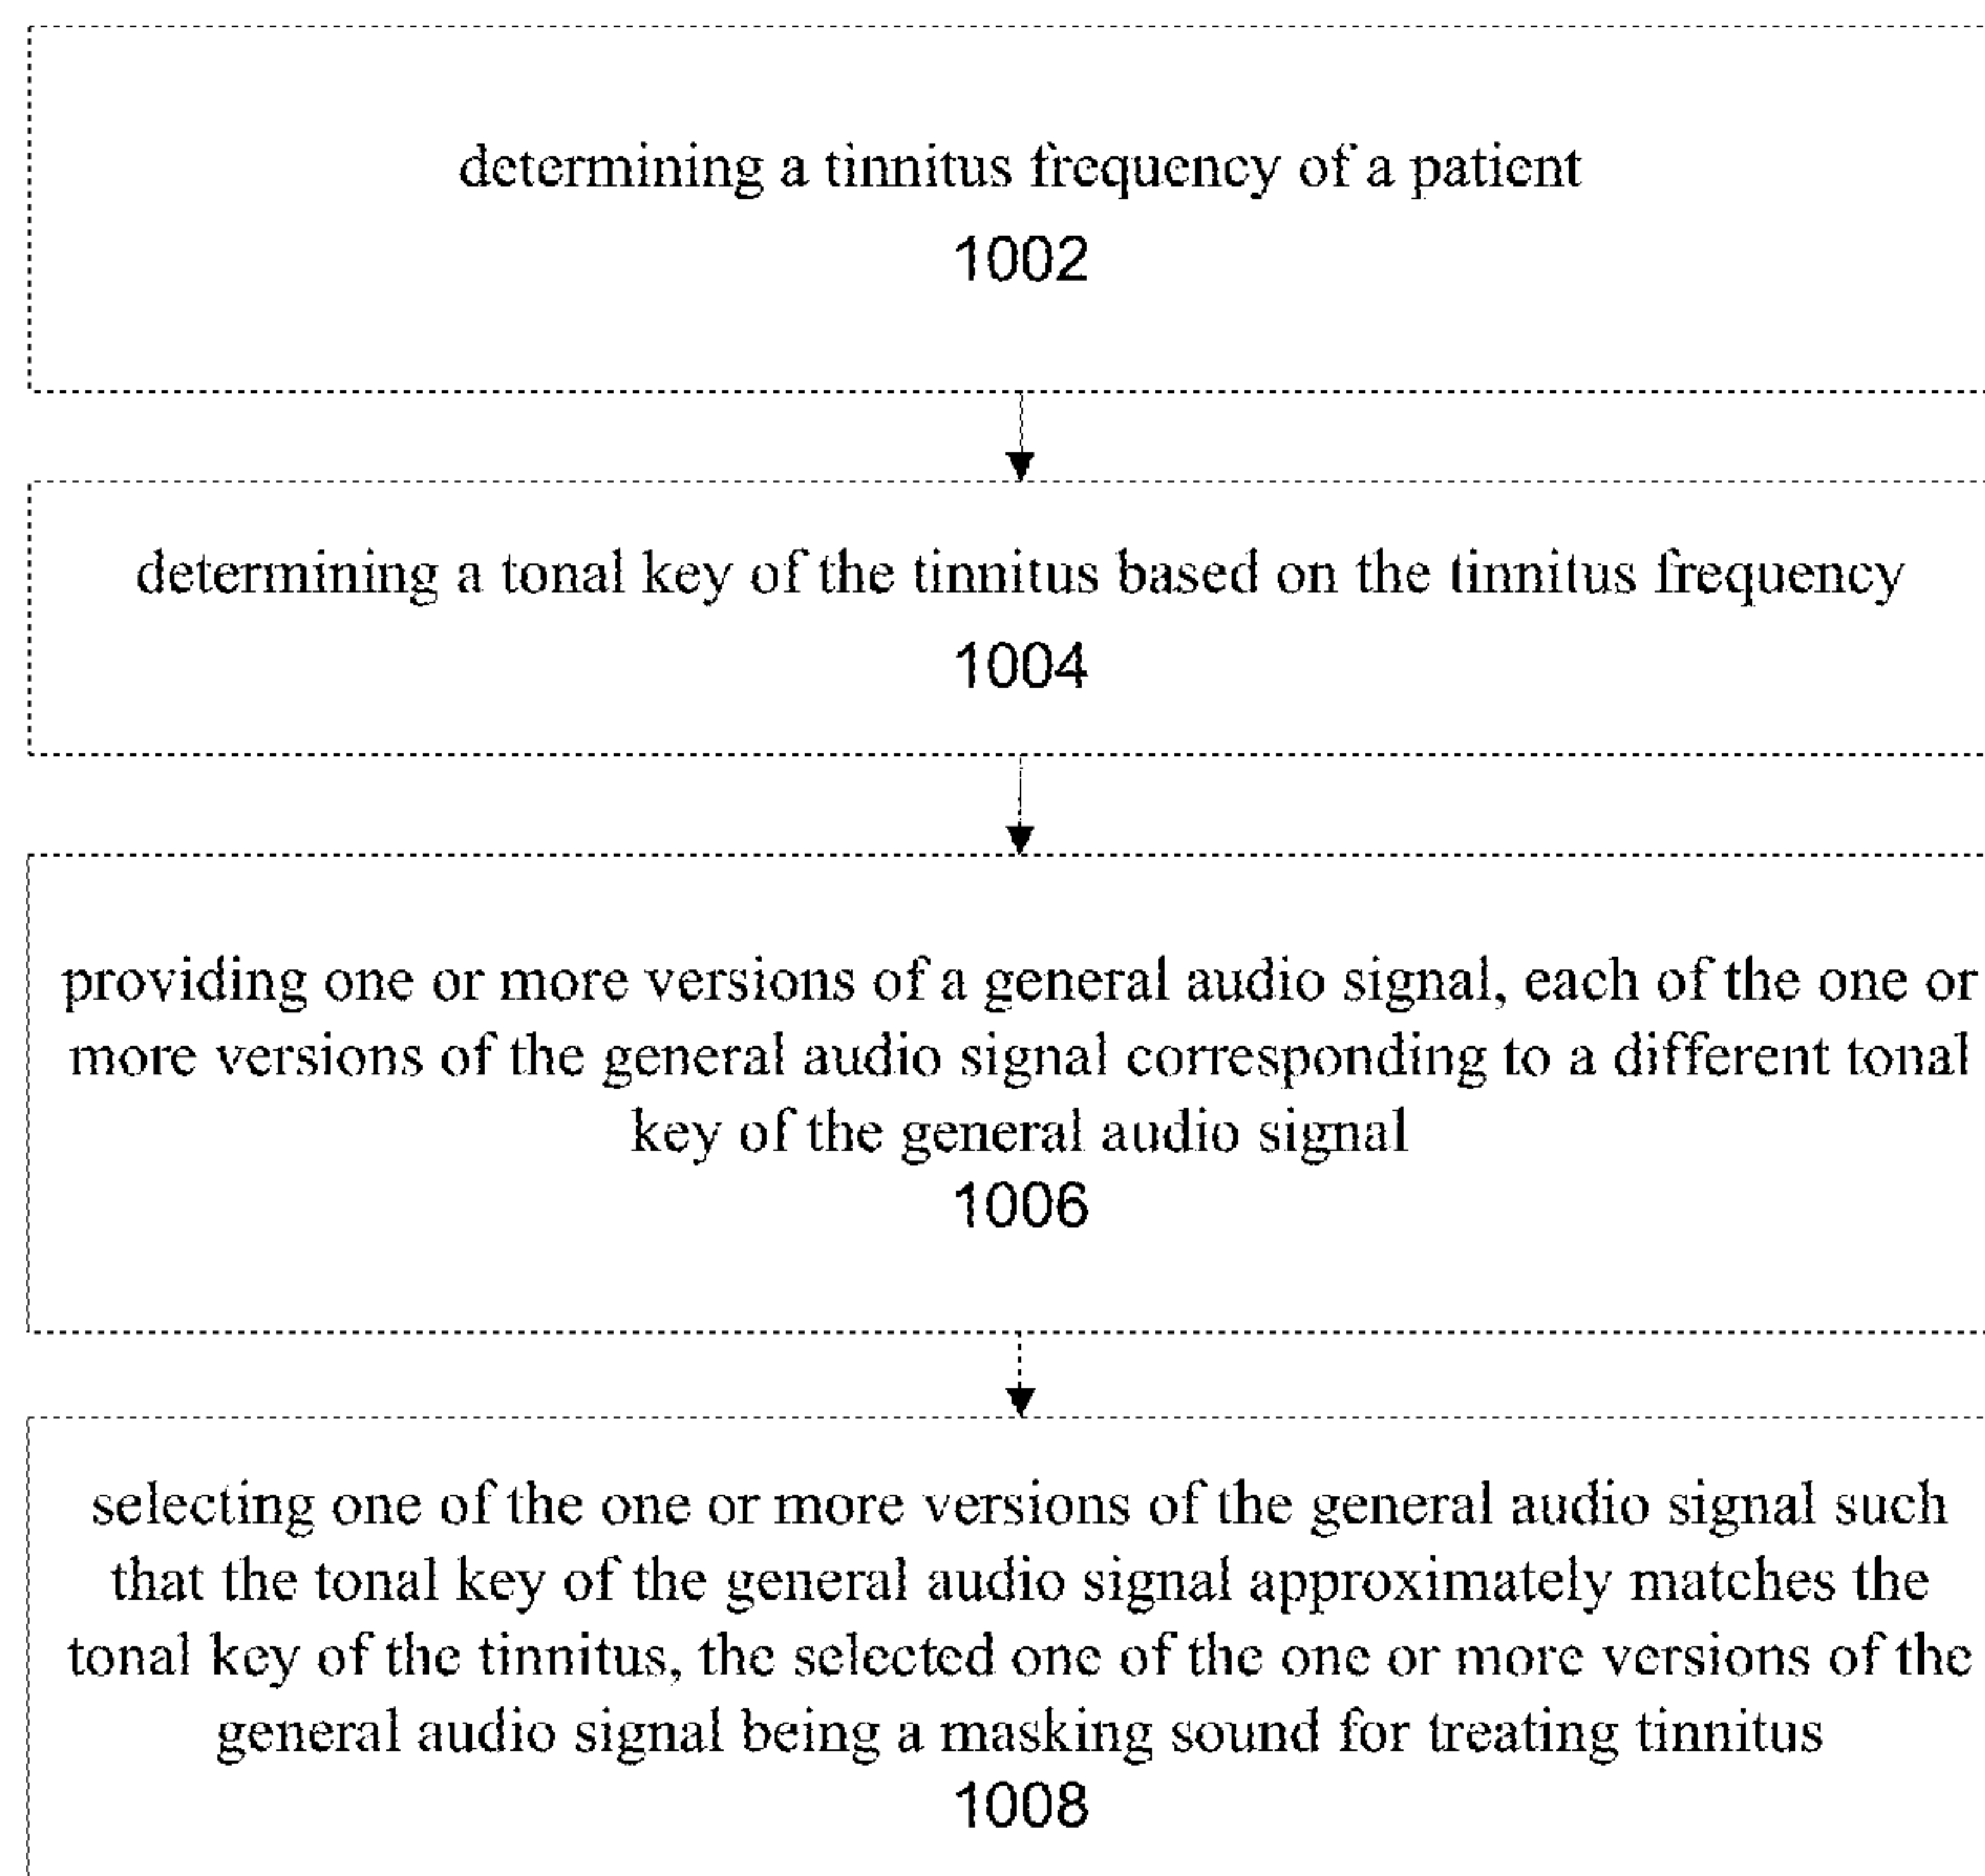 determining a tinnitus frequency of a patient
1002
determining a tonal key of the tinnitus based on the tinnitus frequency
1004
providing one or more versions of a general audio signal, each of the one or
more versions of the general audio signal corresponding to a different tonal
key of the general audio signal
1006
selecting one of the one or more versions of the general audio signal such
that the tonal key of the general audio signal approximately matches the
tonal key of the tinnitus, the selected one of the one or more versions of the
general audio signal being a masking sound for treating tinnitus
1008